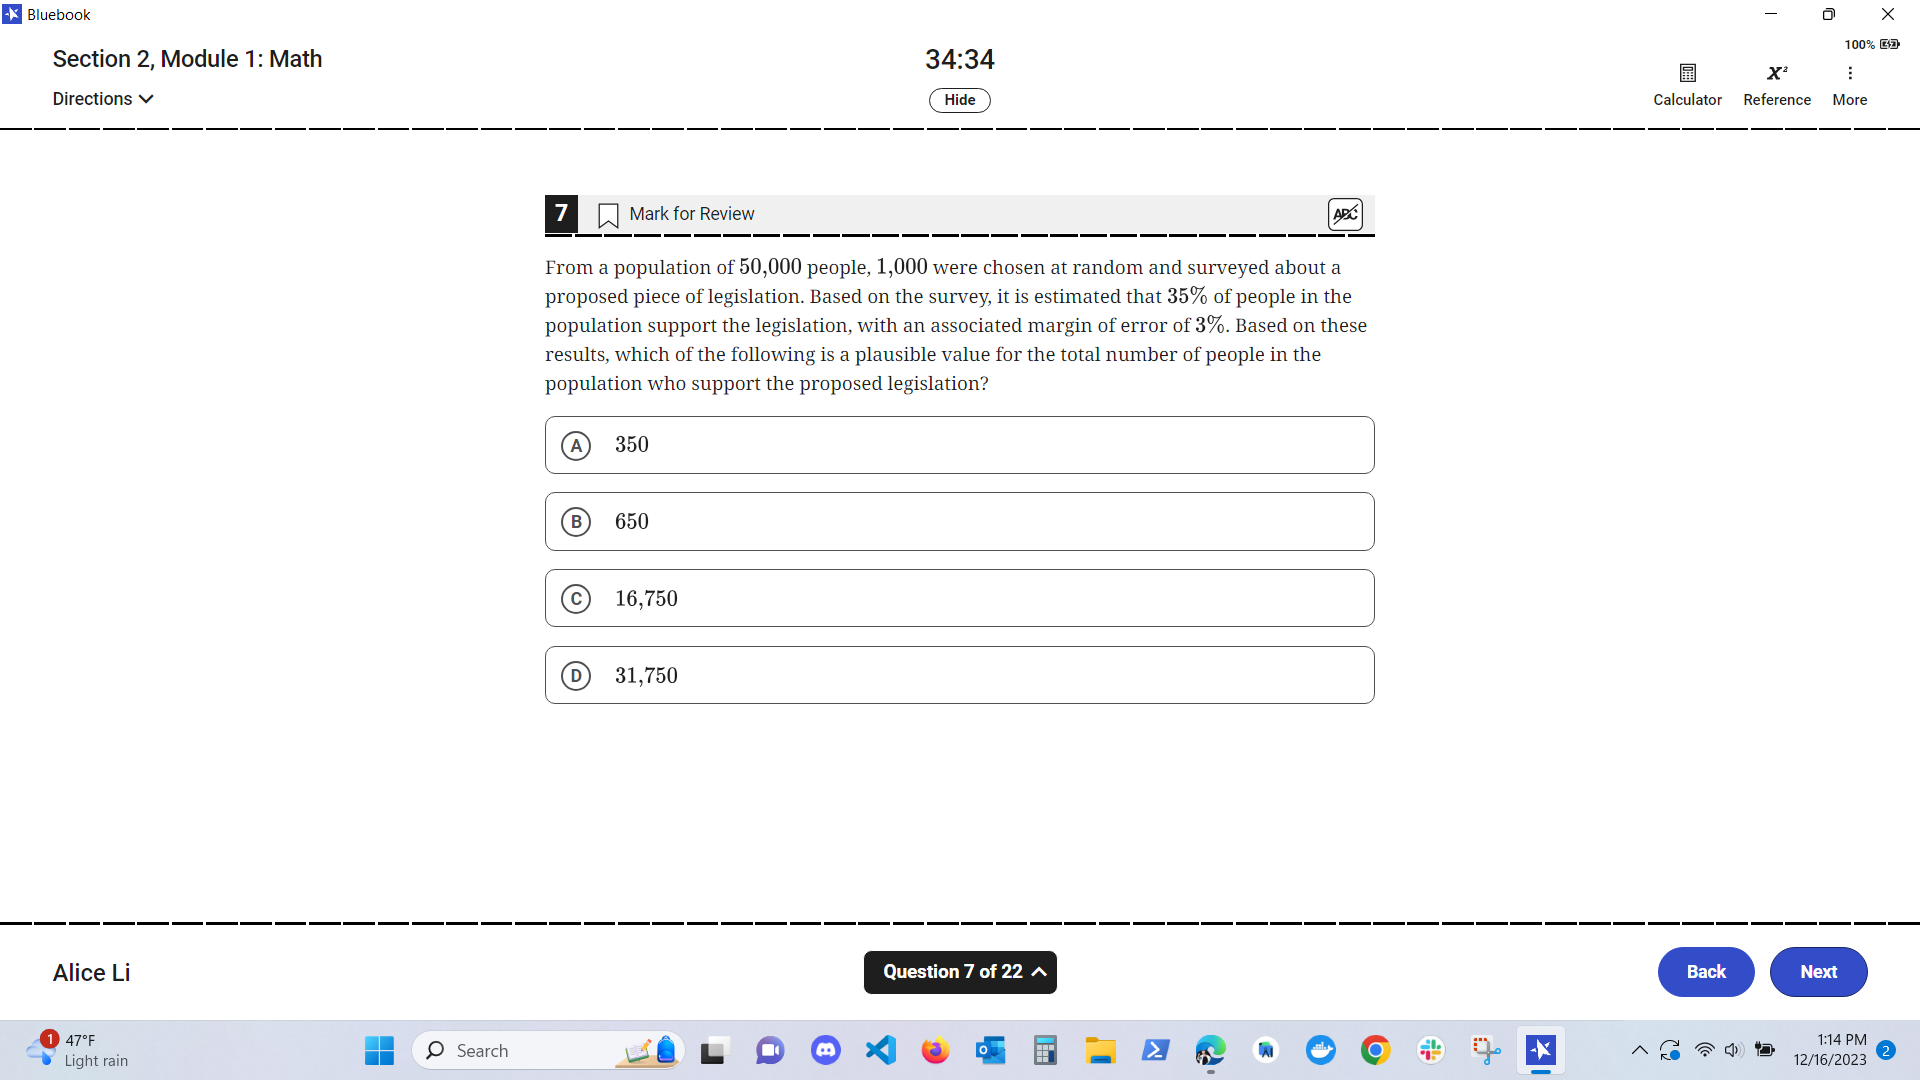 Bluebook
100%
Section 2, Module 1: Math
34:34
Directions
Hide
Calculator
x²
Reference
More
7
Mark for Review
ABC
From a population of 50,000 people, 1,000 were chosen at random and surveyed about a
proposed piece of legislation. Based on the survey, it is estimated that 35% of people in the
population support the legislation, with an associated margin of error of 3%. Based on these
results, which of the following is a plausible value for the total number of people in the
population who support the proposed legislation?
A 350
B 650
C 16,750
D 31,750
Alice Li
Question 7 of 22
Back
Next
1
47°F
Light rain
Search
1:14 PM
12/16/2023
2